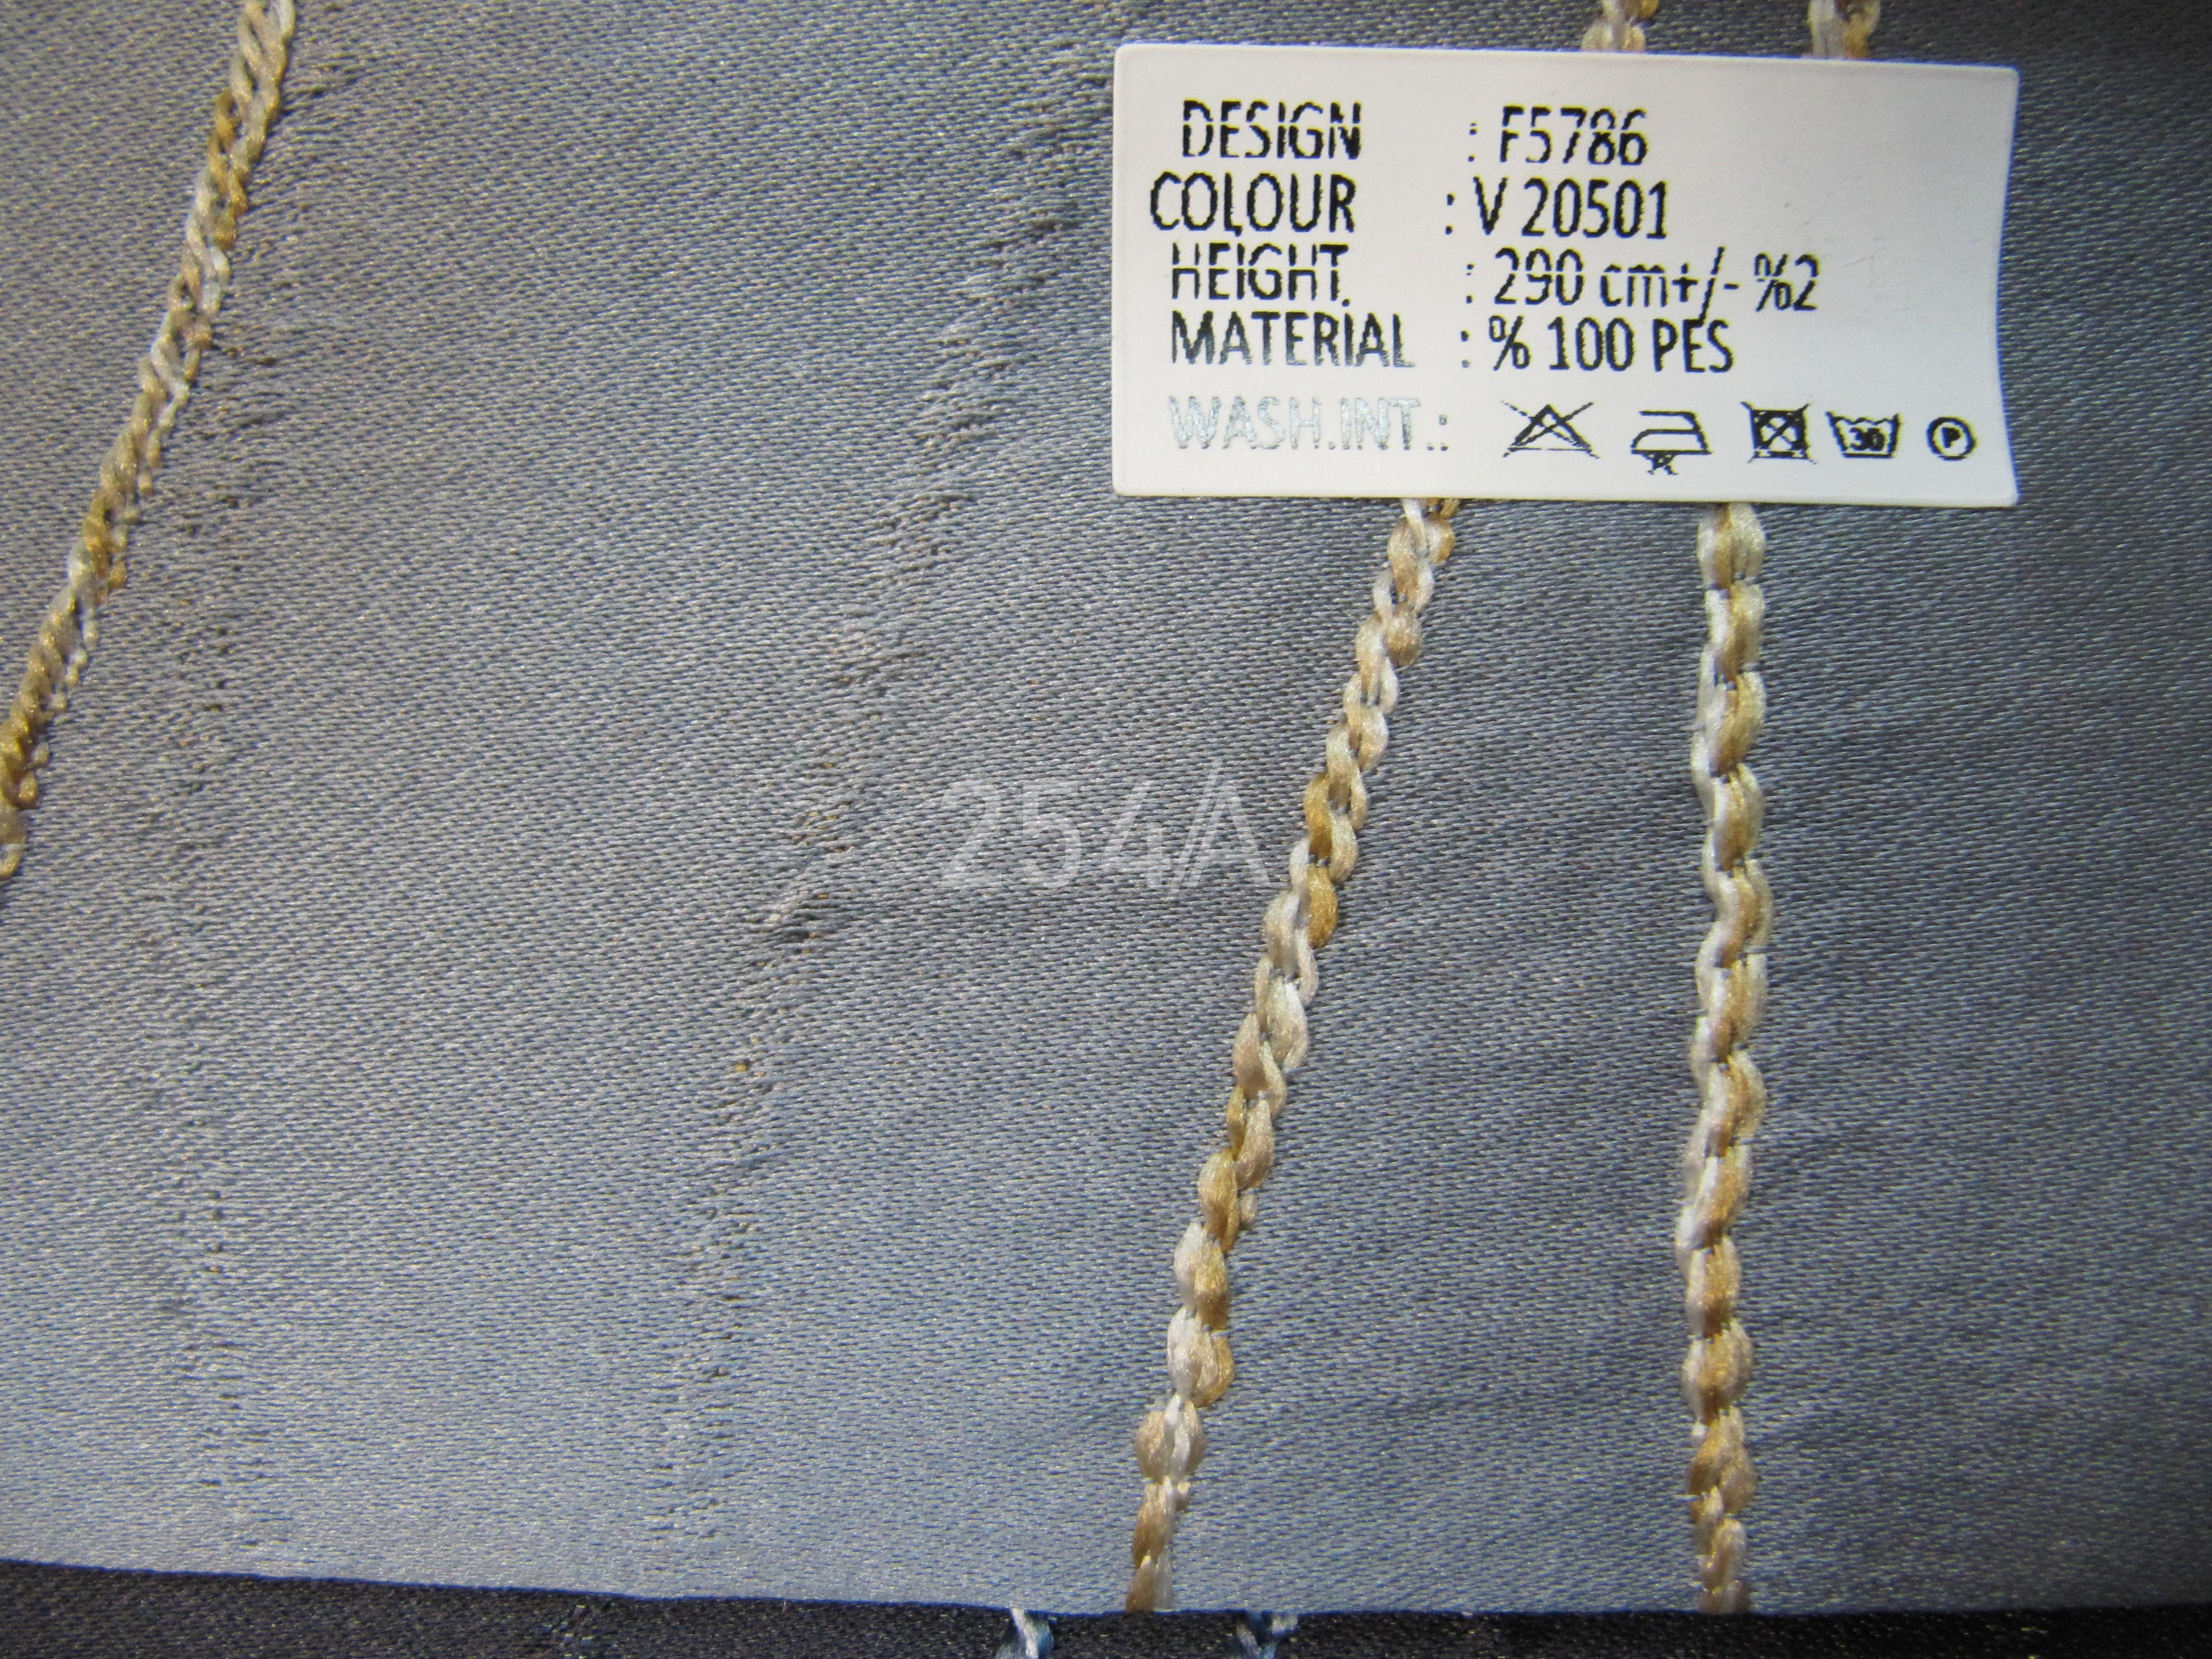 DESIGN : F5786
COLOUR : V 20501
HEIGHT : 290 cm+/- %2
MATERIAL : % 100 PES
WASH.INT.: 30 P
254/A